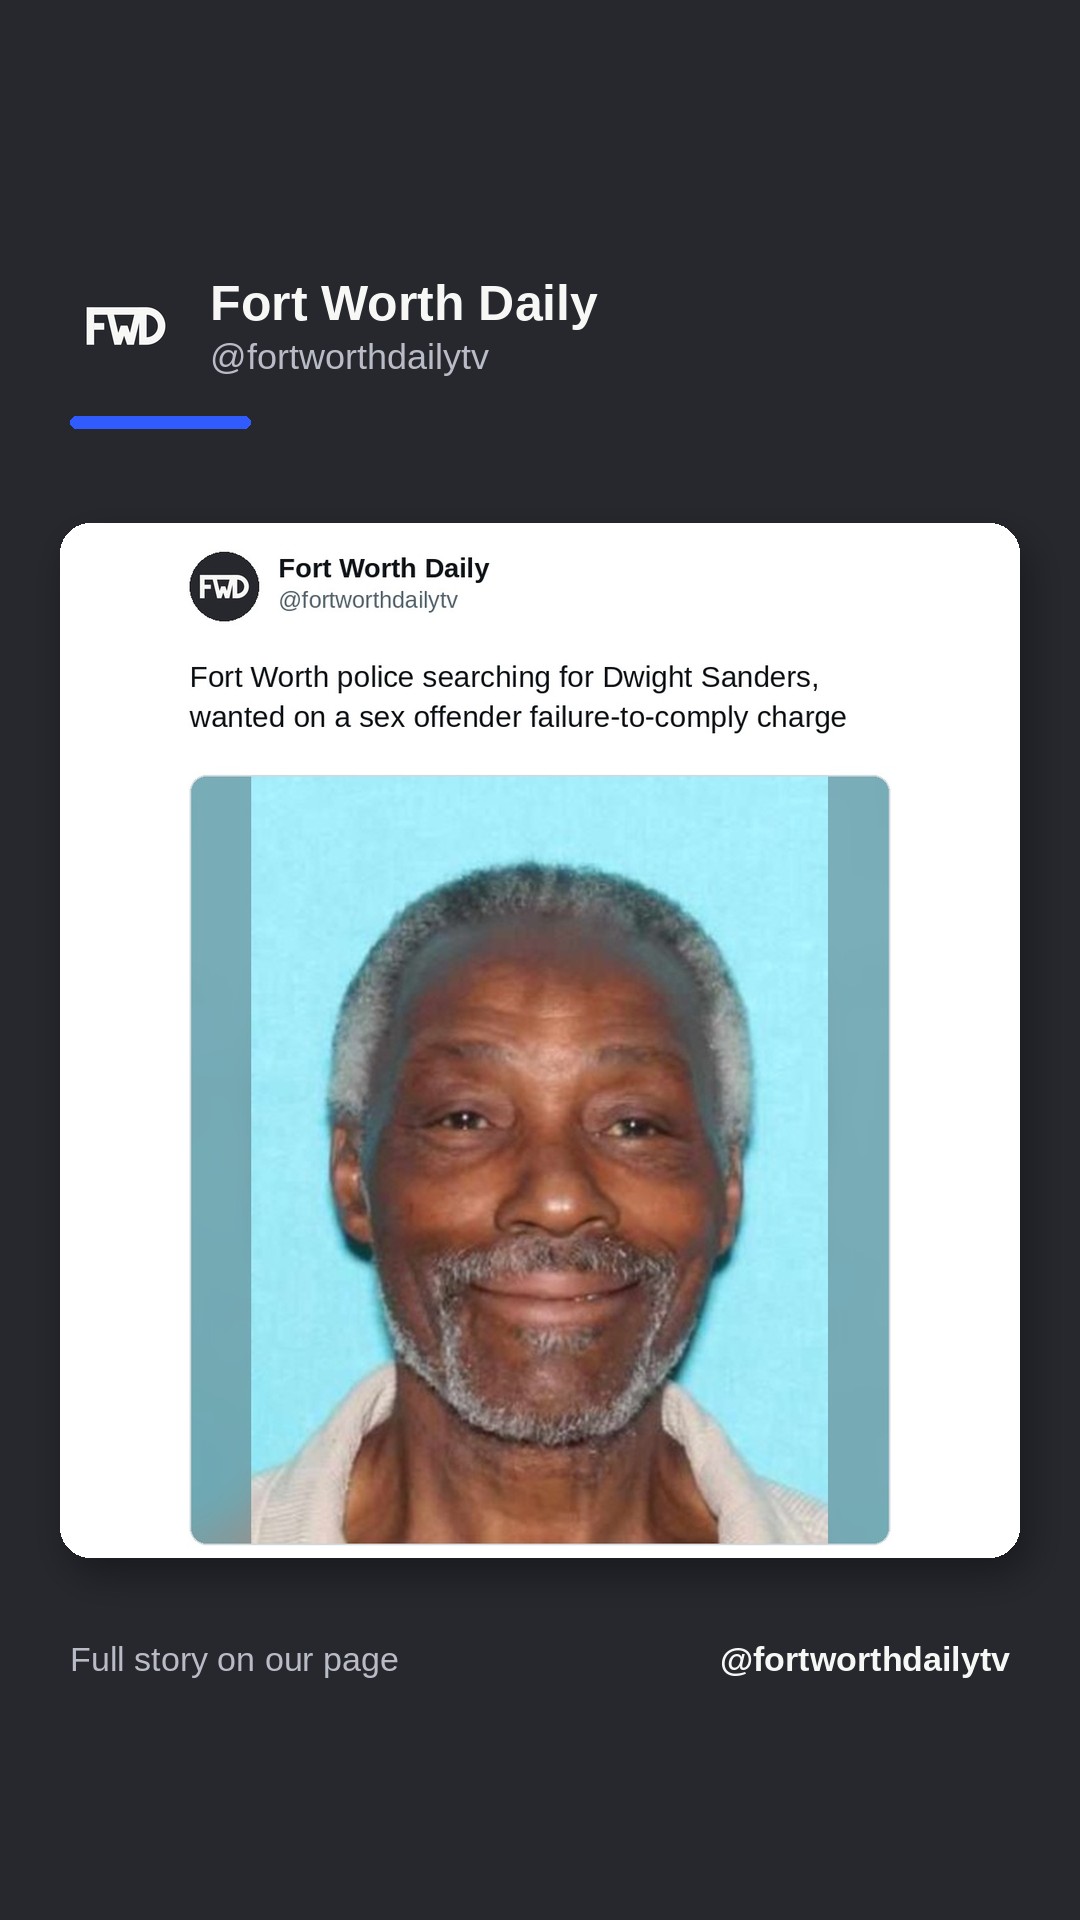 FWD
Fort Worth Daily
@fortworthdailytv
FWD
Fort Worth Daily
@fortworthdailytv
Fort Worth police searching for Dwight Sanders,
wanted on a sex offender failure-to-comply charge
Full story on our page
@fortworthdailytv